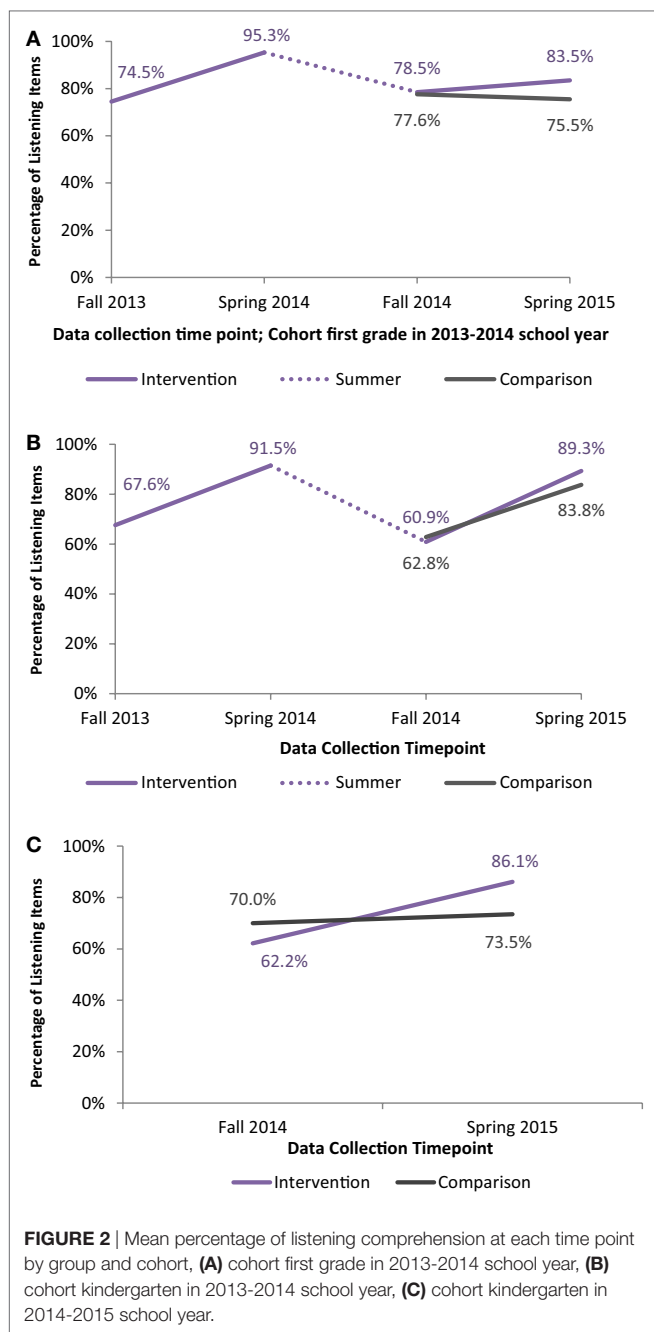 A
Percentage of Listening Items
100%
80%
60%
40%
20%
0%
74.5%
95.3%
78.5%
83.5%
77.6%
75.5%
Fall 2013 Spring 2014 Fall 2014 Spring 2015
Data collection time point; Cohort first grade in 2013-2014 school year
Intervention Summer Comparison
B
Percentage of Listening Items
100%
80%
60%
40%
20%
0%
67.6%
91.5%
60.9%
89.3%
62.8%
83.8%
Fall 2013 Spring 2014 Fall 2014 Spring 2015
Data Collection Timepoint
Intervention Summer Comparison
C
Percentage of Listening Items
100%
80%
60%
40%
20%
0%
70.0%
86.1%
62.2%
73.5%
Fall 2014 Spring 2015
Data Collection Timepoint
Intervention Comparison
FIGURE 2 | Mean percentage of listening comprehension at each time point
by group and cohort, (A) cohort first grade in 2013-2014 school year, (B)
cohort kindergarten in 2013-2014 school year, (C) cohort kindergarten in
2014-2015 school year.